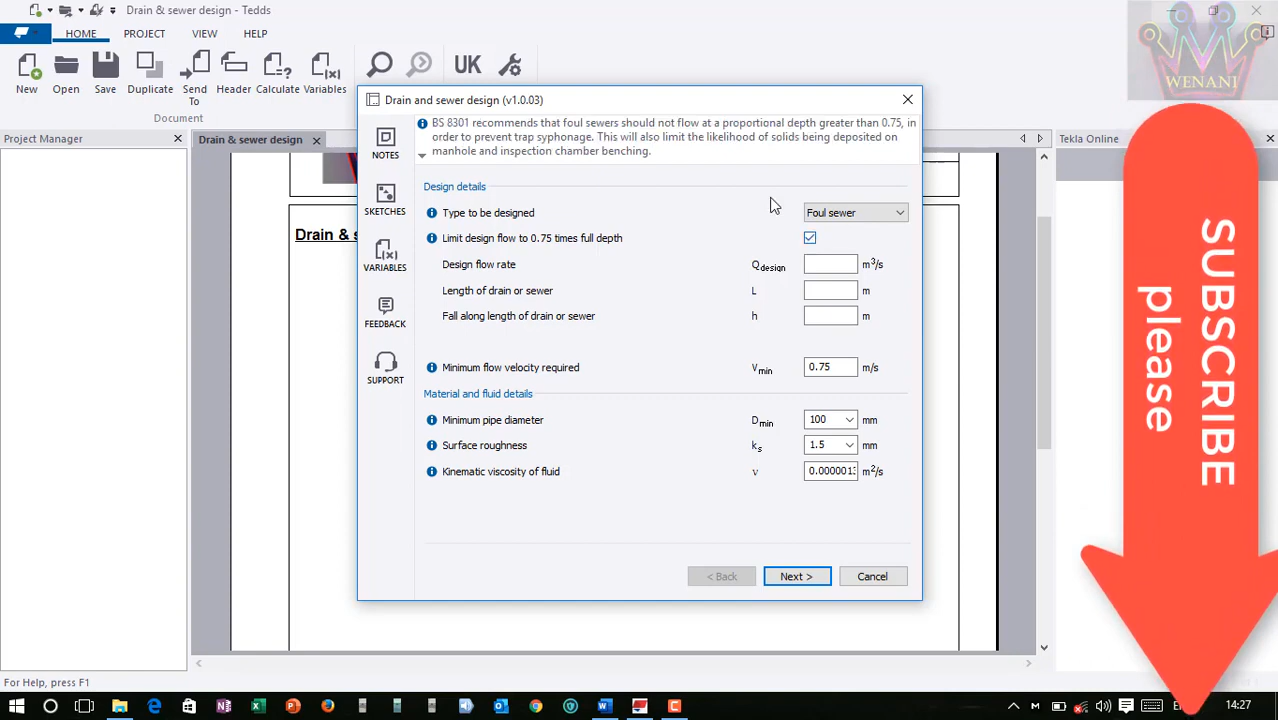 Drain & sewer design - Tedds
HOME PROJECT VIEW HELP
New Open Save Duplicate Send To Header Calculate Variables UK
Document
Project Manager
Drain & sewer design
Tekla Online
WENANI
Drain & s
Drain and sewer design (v1.0.03)
NOTES
SKETCHES
VARIABLES
FEEDBACK
SUPPORT
BS 8301 recommends that foul sewers should not flow at a proportional depth greater than 0.75, in
order to prevent trap syphonage. This will also limit the likelihood of solids being deposited on
manhole and inspection chamber benching.
Design details
Type to be designed Foul sewer
Limit design flow to 0.75 times full depth
Design flow rate Qdesign m³/s
Length of drain or sewer L m
Fall along length of drain or sewer h m
Minimum flow velocity required Vmin 0.75 m/s
Material and fluid details
Minimum pipe diameter Dmin 100 mm
Surface roughness ks 1.5 mm
Kinematic viscosity of fluid ν 0.000001 m²/s
< Back Next > Cancel
SUBSCRIBE
please
For Help, press F1
14:27